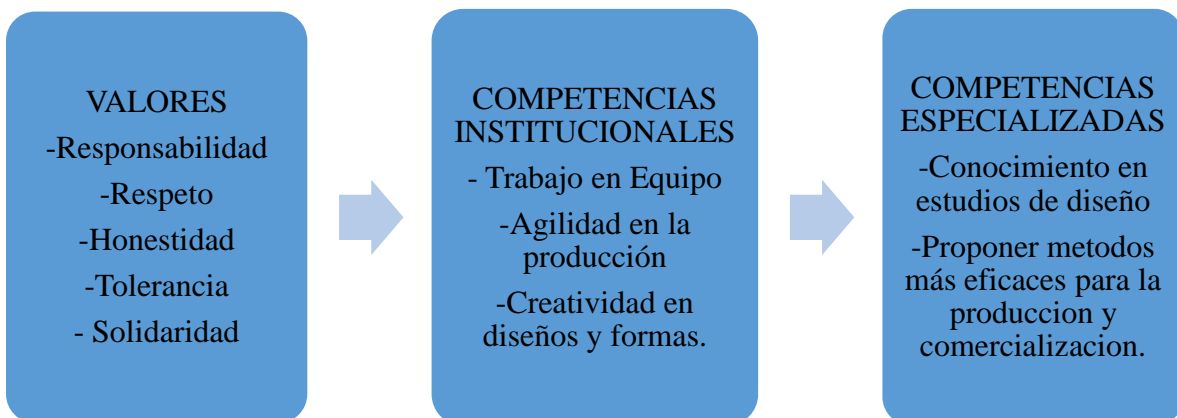 VALORES
-Responsabilidad
-Respeto
-Honestidad
-Tolerancia
- Solidaridad
COMPETENCIAS
INSTITUCIONALES
- Trabajo en Equipo
-Agilidad en la
producción
-Creatividad en
diseños y formas.
COMPETENCIAS
ESPECIALIZADAS
-Conocimiento en
estudios de diseño
-Proponer metodos
más eficaces para la
produccion y
comercializacion.